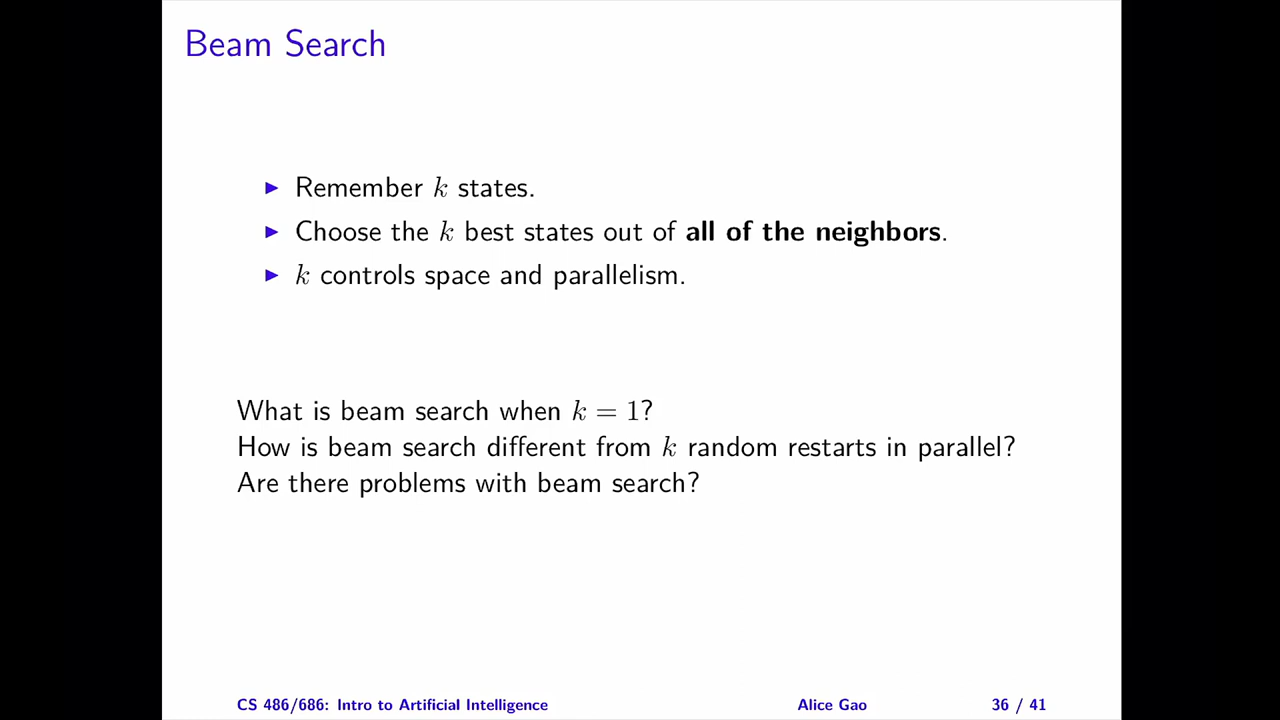 Beam Search
▶ Remember k states.
▶ Choose the k best states out of all of the neighbors.
▶ k controls space and parallelism.
What is beam search when k = 1?
How is beam search different from k random restarts in parallel?
Are there problems with beam search?
CS 486/686: Intro to Artificial Intelligence Alice Gao 36 / 41